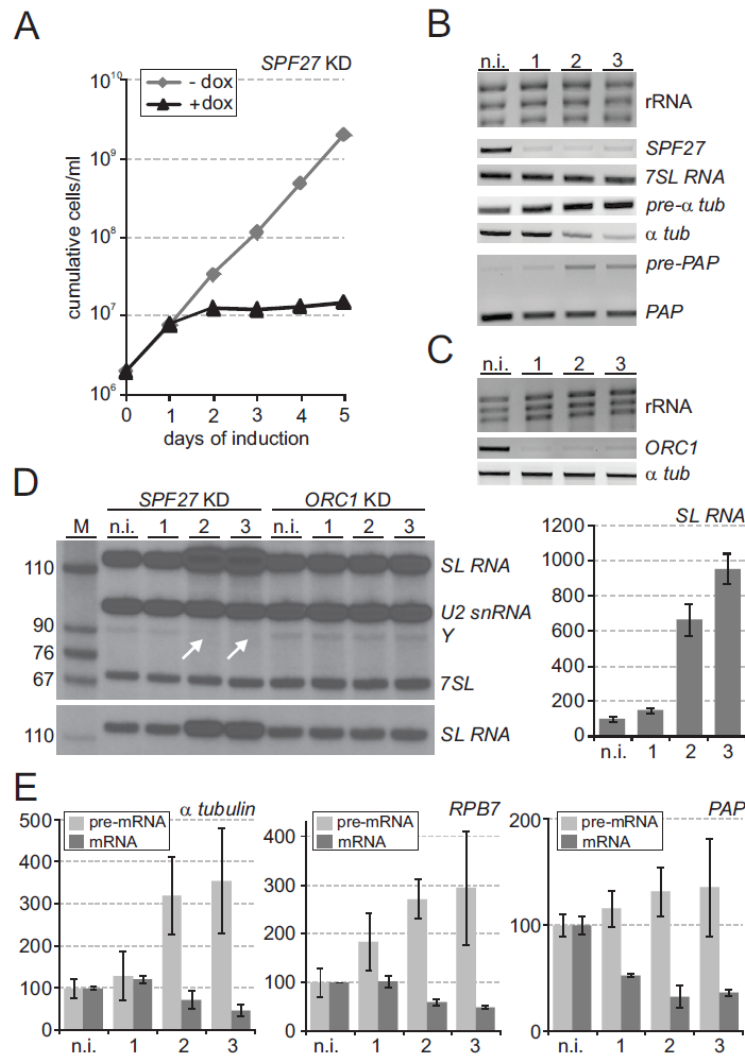 A
SPF27 KD
- dox
+dox
10^10
10^9
10^8
10^7
10^6
cumulative cells/ml
0 1 2 3 4 5
days of induction
B
n.i. 1 2 3
rRNA
SPF27
7SL RNA
pre-α tub
α tub
pre-PAP
PAP
C
n.i. 1 2 3
rRNA
ORC1
α tub
D
SPF27 KD ORC1 KD
M n.i. 1 2 3 n.i. 1 2 3
110 SL RNA
U2 snRNA
90 Y
76
67 7SL
110 SL RNA
SL RNA
1200
1000
800
600
400
200
0
n.i. 1 2 3
E
α tubulin
pre-mRNA
mRNA
500
400
300
200
100
0
n.i. 1 2 3
RPB7
pre-mRNA
mRNA
400
300
200
100
0
n.i. 1 2 3
PAP
pre-mRNA
mRNA
200
100
0
n.i. 1 2 3